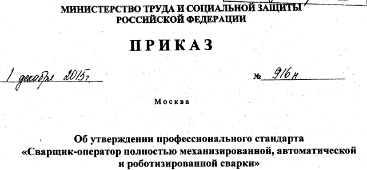 МИНИСТЕРСТВО ТРУДА И СОЦИАЛЬНОЙ ЗАЩИТЫ
РОССИЙСКОЙ ФЕДЕРАЦИИ
ПРИКАЗ
1 декабря 2015г. № 916н
Москва
Об утверждении профессионального стандарта
«Сварщик-оператор полностью механизированной, автоматической
и роботизированной сварки»